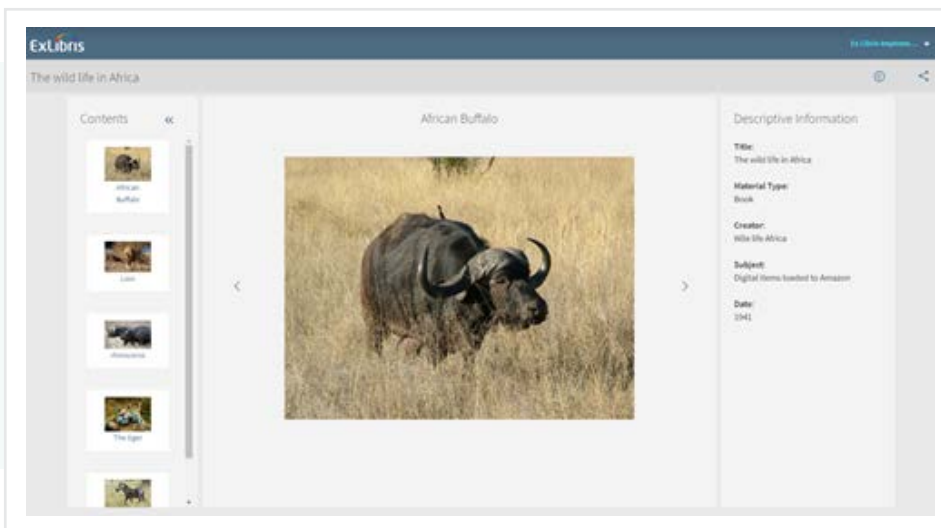 ExLibris
The wild life in Africa
Contents
African
Buffalo
Lion
Rhinoceros
The tiger
African Buffalo
Descriptive Information
Title:
The wild life in Africa
Material Type:
Book
Creator:
Wile life Africa
Subject:
Digital items loaded to Amazon
Date:
1941